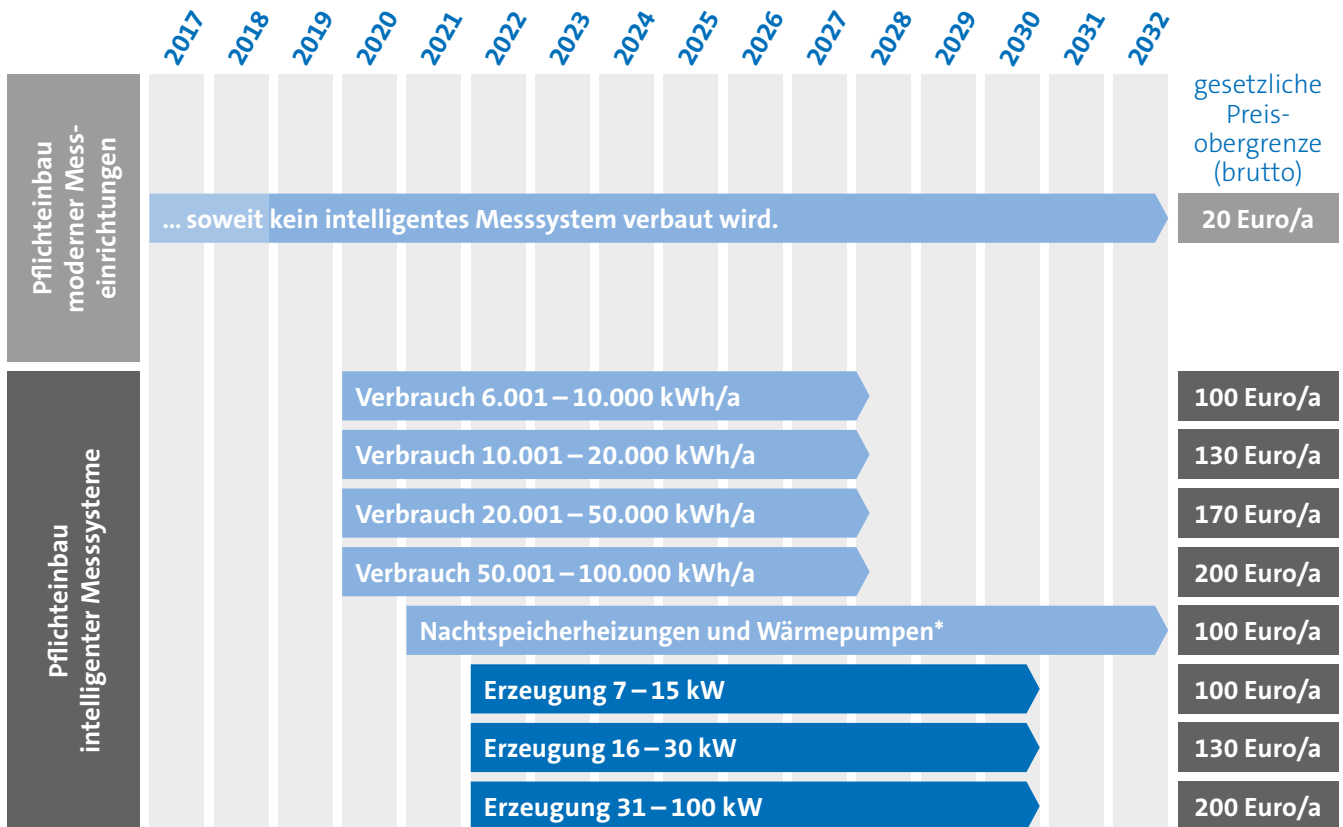 2017 2018 2019 2020 2021 2022 2023 2024 2025 2026 2027 2028 2029 2030 2031 2032
gesetzliche
Preis-
obergrenze
(brutto)
Pflichteinbau
moderner Mess-
einrichtungen
... soweit kein intelligentes Messsystem verbaut wird.
20 Euro/a
Pflichteinbau
intelligenter Messsysteme
Verbrauch 6.001 – 10.000 kWh/a
100 Euro/a
Verbrauch 10.001 – 20.000 kWh/a
130 Euro/a
Verbrauch 20.001 – 50.000 kWh/a
170 Euro/a
Verbrauch 50.001 – 100.000 kWh/a
200 Euro/a
Nachtspeicherheizungen und Wärmepumpen*
100 Euro/a
Erzeugung 7 – 15 kW
100 Euro/a
Erzeugung 16 – 30 kW
130 Euro/a
Erzeugung 31 – 100 kW
200 Euro/a